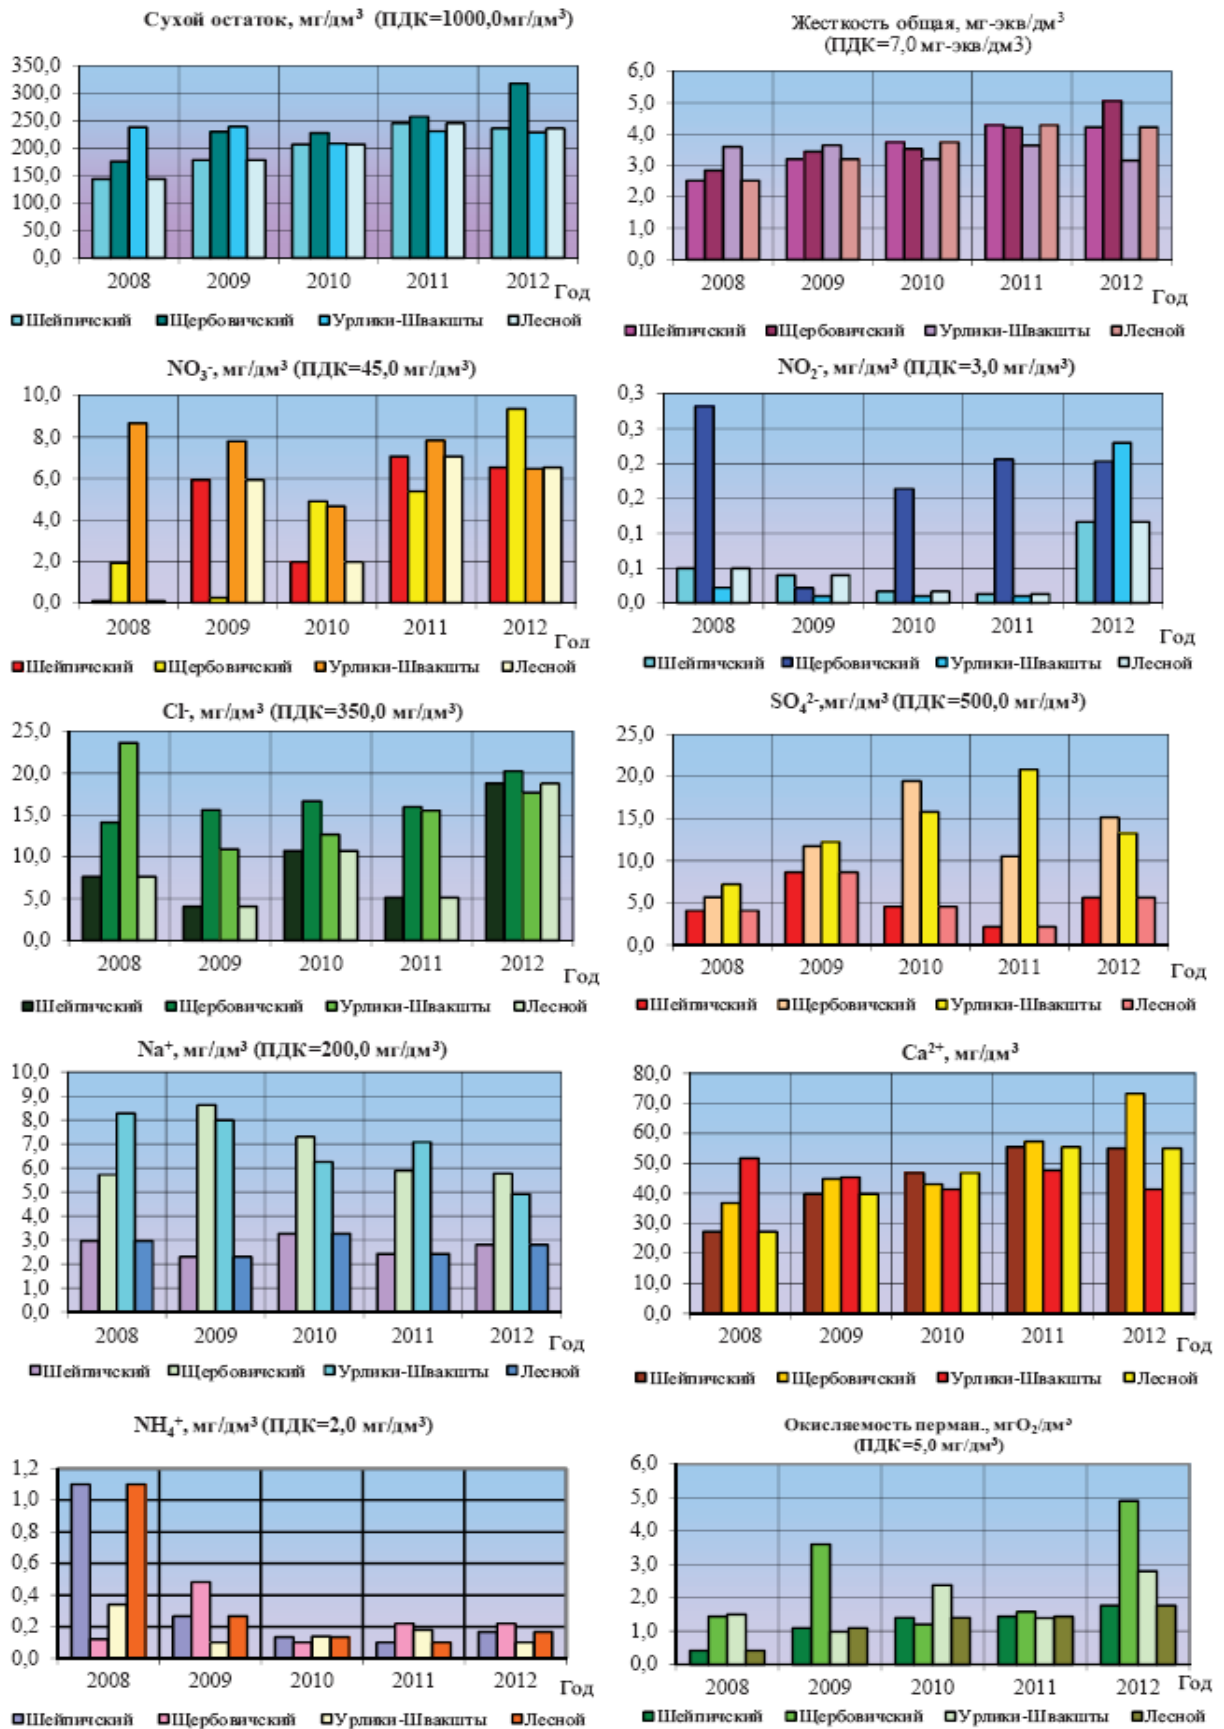 Сухой остаток, мг/дм³ (ПДК=1000,0мг/дм³)
350,0
300,0
250,0
200,0
150,0
100,0
50,0
0,0
2008 2009 2010 2011 2012
Год
Шейпичский Щербовичский Урлики-Швакшты Лесной
Жесткость общая, мг-экв/дм³
(ПДК=7,0 мг-экв/дм3)
6,0
5,0
4,0
3,0
2,0
1,0
0,0
2008 2009 2010 2011 2012
Год
Шейпичский Щербовичский Урлики-Швакшты Лесной
NO₃⁻, мг/дм³ (ПДК=45,0 мг/дм³)
10,0
8,0
6,0
4,0
2,0
0,0
2008 2009 2010 2011 2012
Год
Шейпичский Щербовичский Урлики-Швакшты Лесной
NO₂⁻, мг/дм³ (ПДК=3,0 мг/дм³)
0,3
0,3
0,2
0,2
0,1
0,1
0,0
2008 2009 2010 2011 2012
Год
Шейпичский Щербовичский Урлики-Швакшты Лесной
Cl⁻, мг/дм³ (ПДК=350,0 мг/дм³)
25,0
20,0
15,0
10,0
5,0
0,0
2008 2009 2010 2011 2012
Год
Шейпичский Щербовичский Урлики-Швакшты Лесной
SO₄²⁻,мг/дм³ (ПДК=500,0 мг/дм³)
25,0
20,0
15,0
10,0
5,0
0,0
2008 2009 2010 2011 2012
Год
Шейпичский Щербовичский Урлики-Швакшты Лесной
Na⁺, мг/дм³ (ПДК=200,0 мг/дм³)
10,0
9,0
8,0
7,0
6,0
5,0
4,0
3,0
2,0
1,0
0,0
2008 2009 2010 2011 2012
Год
Шейпичский Щербовичский Урлики-Швакшты Лесной
Ca²⁺, мг/дм³
80,0
70,0
60,0
50,0
40,0
30,0
20,0
10,0
0,0
2008 2009 2010 2011 2012
Год
Шейпичский Щербовичский Урлики-Швакшты Лесной
NH₄⁺, мг/дм³ (ПДК=2,0 мг/дм³)
1,2
1,0
0,8
0,6
0,4
0,2
0,0
2008 2009 2010 2011 2012
Год
Шейпичский Щербовичский Урлики-Швакшты Лесной
Окисляемость перман., мгО₂/дм³
(ПДК=5,0 мг/дм³)
6,0
5,0
4,0
3,0
2,0
1,0
0,0
2008 2009 2010 2011 2012
Год
Шейпичский Щербовичский Урлики-Швакшты Лесной